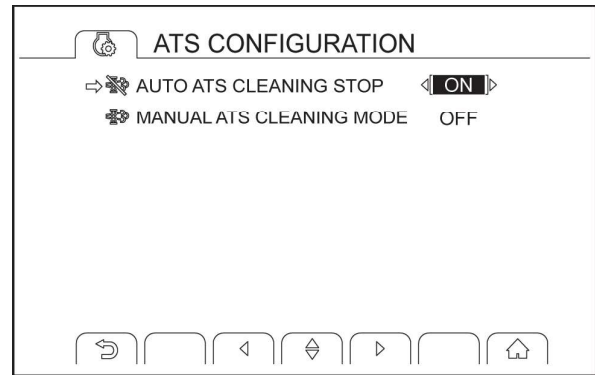 ATS CONFIGURATION
AUTO ATS CLEANING STOP ON
MANUAL ATS CLEANING MODE OFF